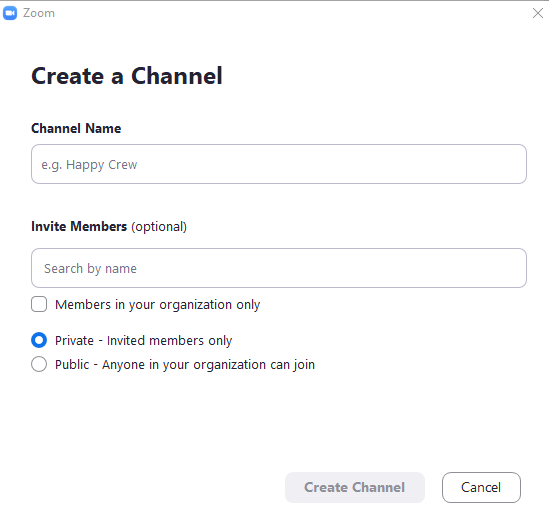 Zoom
Create a Channel
Channel Name
e.g. Happy Crew
Invite Members (optional)
Search by name
Members in your organization only
Private - Invited members only
Public - Anyone in your organization can join
Create Channel
Cancel